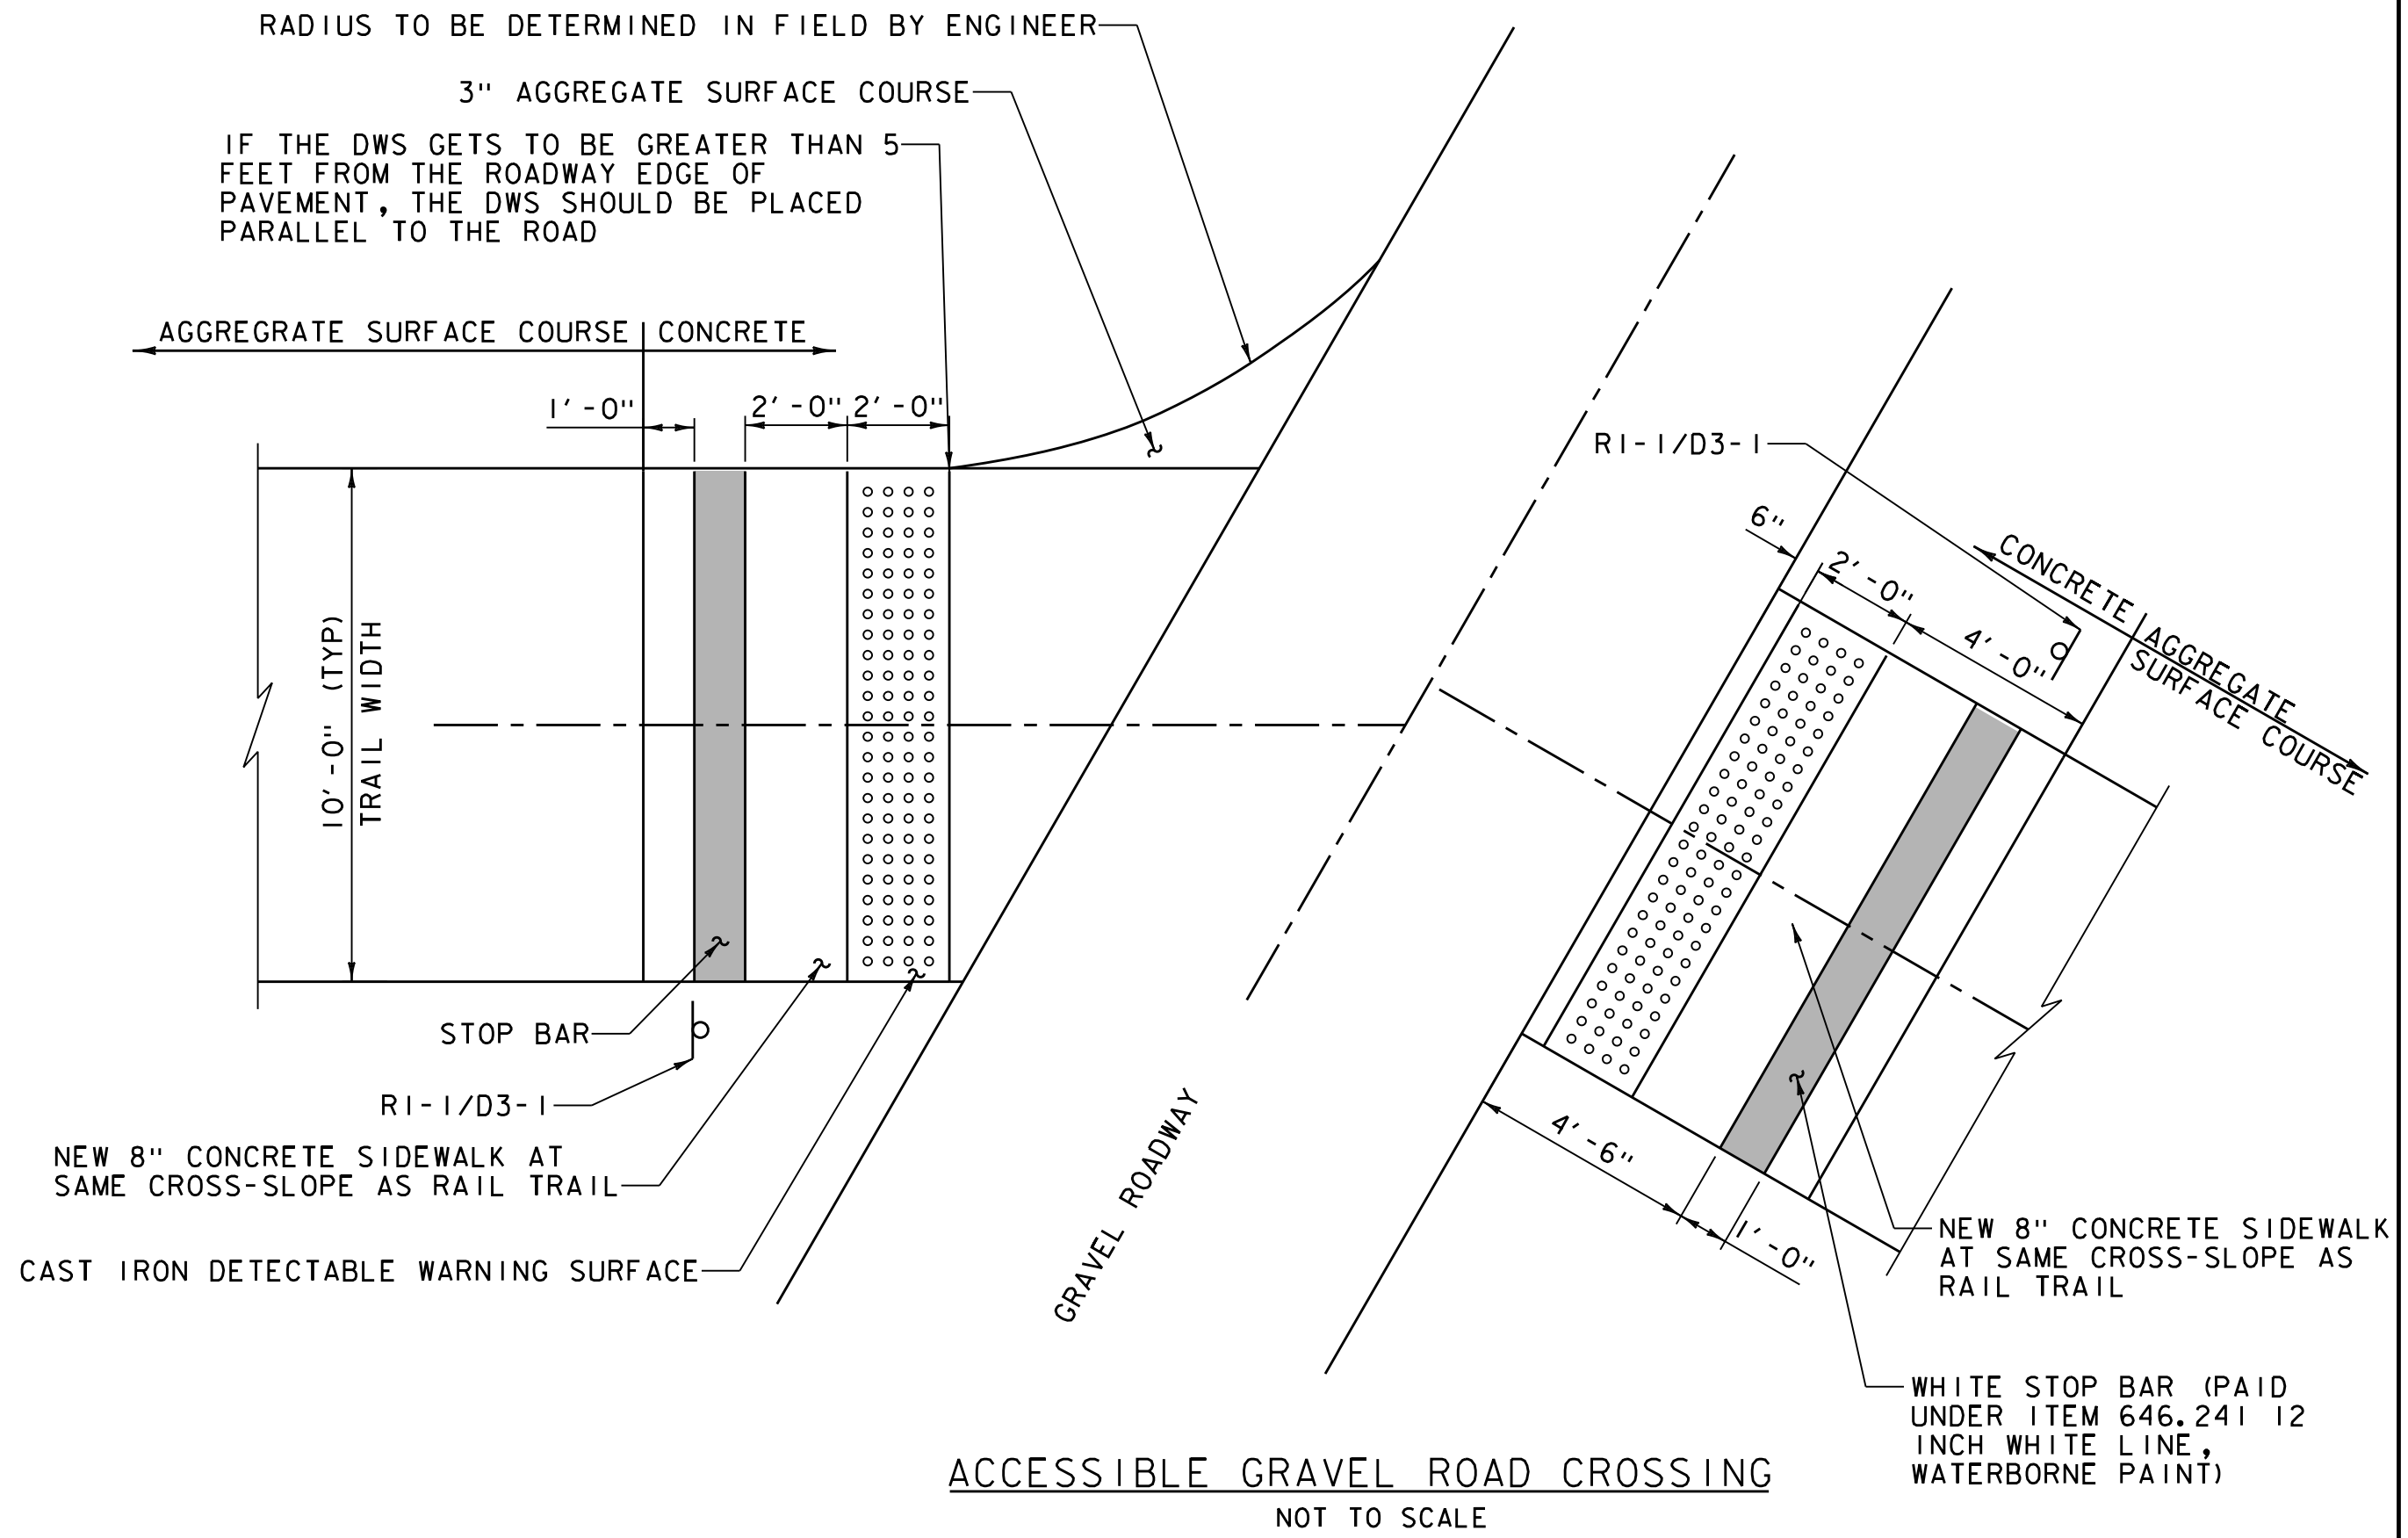 RADIUS TO BE DETERMINED IN FIELD BY ENGINEER
3" AGGREGATE SURFACE COURSE
IF THE DWS GETS TO BE GREATER THAN 5
FEET FROM THE ROADWAY EDGE OF
PAVEMENT, THE DWS SHOULD BE PLACED
PARALLEL TO THE ROAD
AGGREGRATE SURFACE COURSE
CONCRETE
1'-0"
2'-0"
2'-0"
10'-0" (TYP)
TRAIL WIDTH
STOP BAR
R1-1/D3-1
NEW 8" CONCRETE SIDEWALK AT
SAME CROSS-SLOPE AS RAIL TRAIL
CAST IRON DETECTABLE WARNING SURFACE
GRAVEL ROADWAY
R1-1/D3-1
6"
2'-0"
4'-0"
CONCRETE
AGGREGATE
SURFACE COURSE
4'-6"
1'-0"
NEW 8" CONCRETE SIDEWALK
AT SAME CROSS-SLOPE AS
RAIL TRAIL
WHITE STOP BAR (PAID
UNDER ITEM 646.241 12
INCH WHITE LINE,
WATERBORNE PAINT)
ACCESSIBLE GRAVEL ROAD CROSSING
NOT TO SCALE